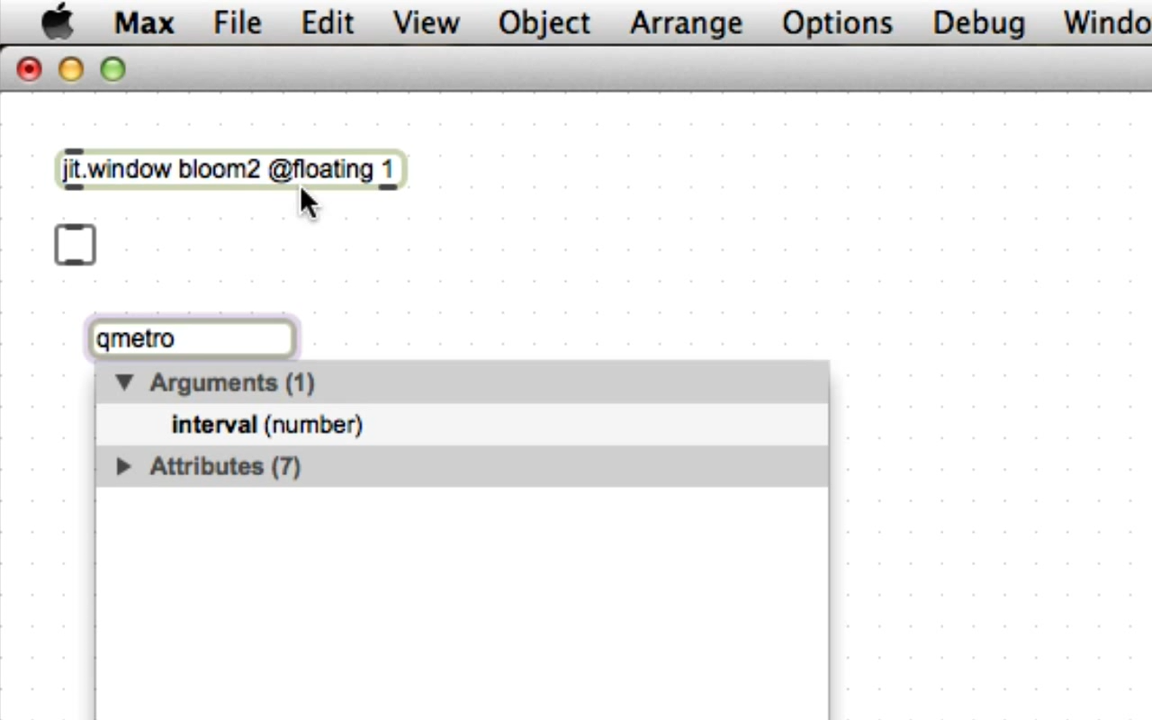 Max File Edit View Object Arrange Options Debug Windo
jit.window bloom2 @floating 1
qmetro
Arguments (1)
interval (number)
Attributes (7)